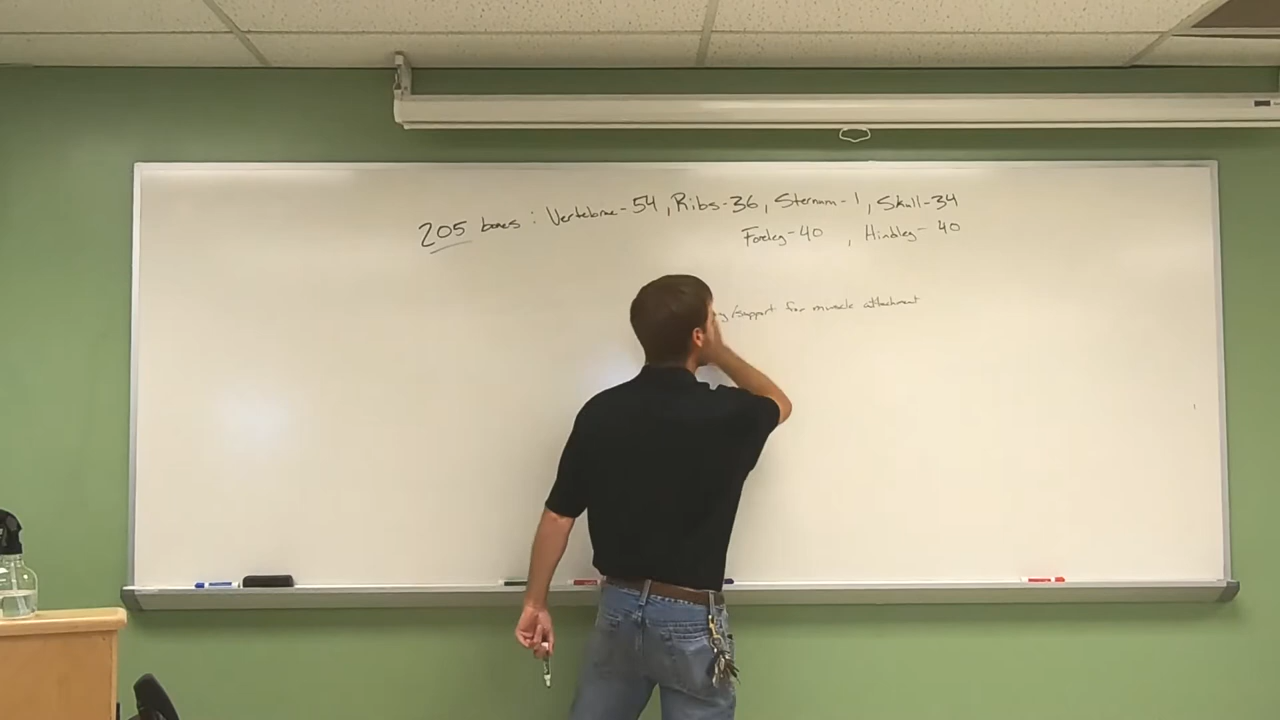 205 bones : Vertebrae-54 , Ribs-36 , Sternum-1 , Skull-34
Foreleg-40 , Hindleg-40
/support for muscle attachment